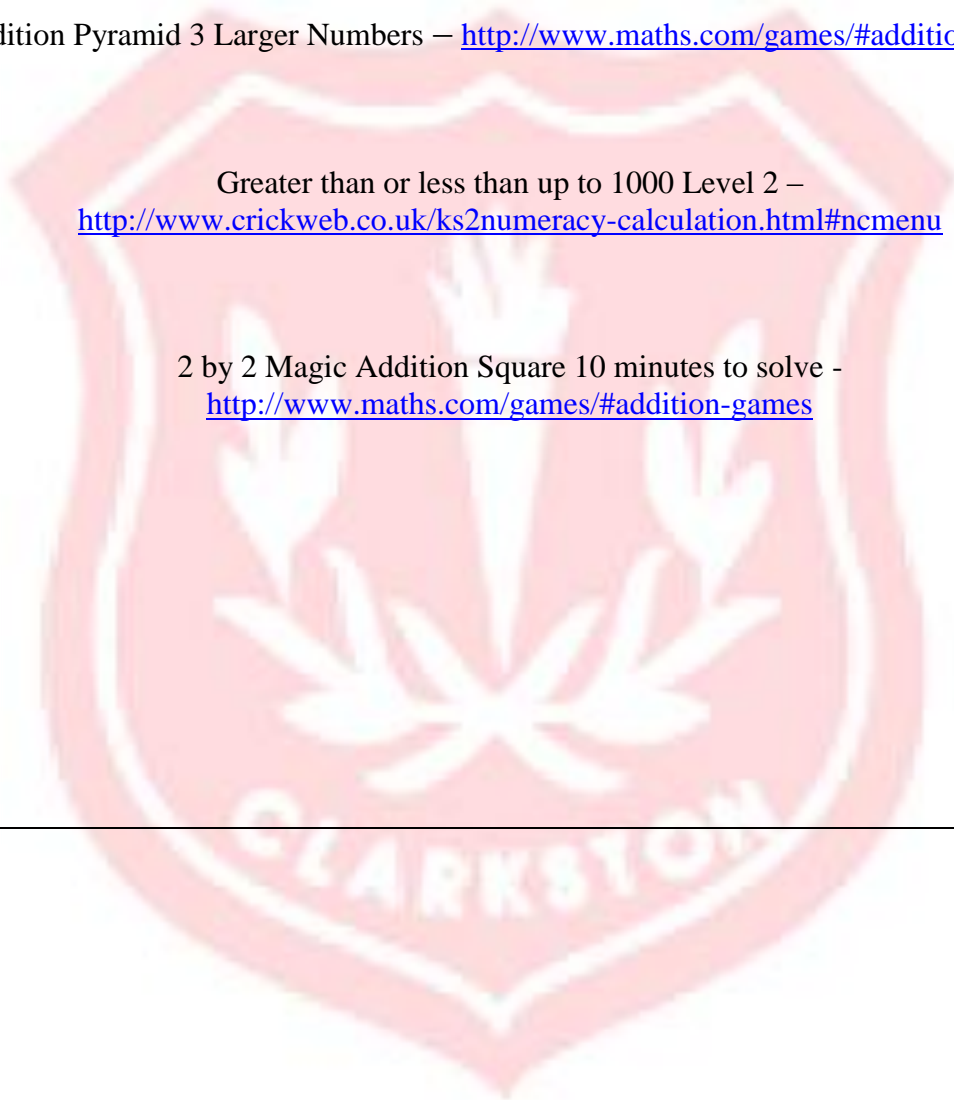 dition Pyramid 3 Larger Numbers – http://www.maths.com/games/#additio
Greater than or less than up to 1000 Level 2 –
http://www.crickweb.co.uk/ks2numeracy-calculation.html#ncmenu
2 by 2 Magic Addition Square 10 minutes to solve -
http://www.maths.com/games/#addition-games
CLARKSTON